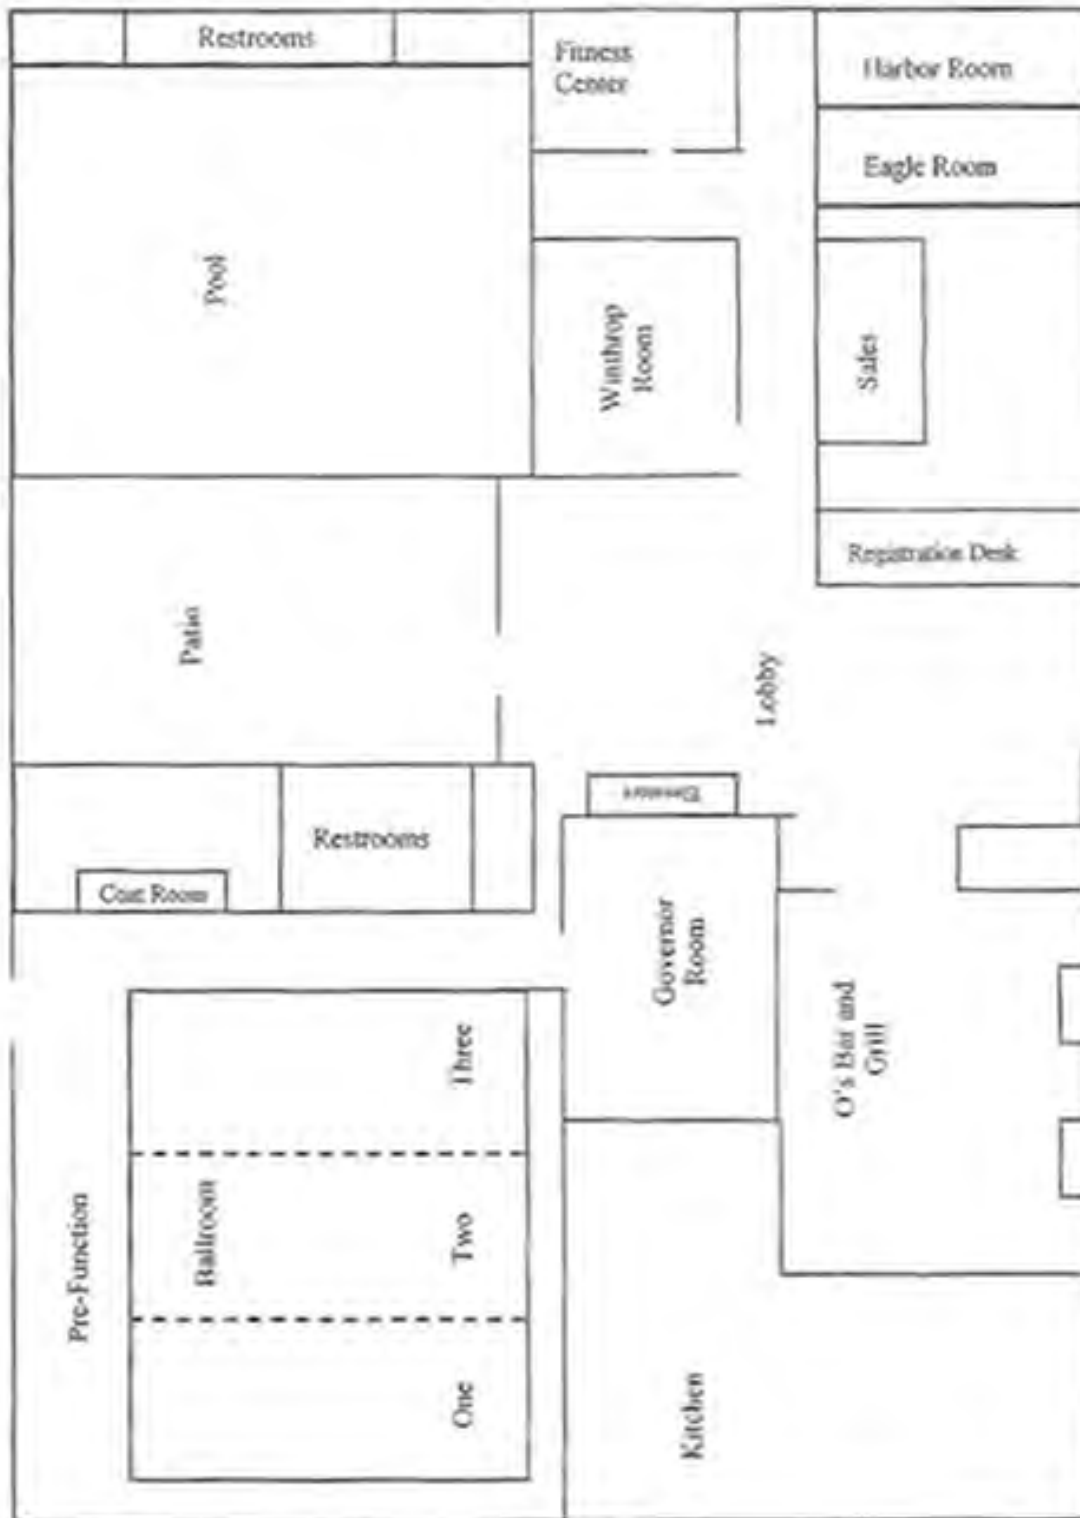 Restrooms
Fitness
Center
Harbor Room
Eagle Room
Pool
Winthrop
Room
Sales
Registration Desk
Patio
Lobby
Elevators
Restrooms
Coat Room
Governor
Room
O's Bar and
Grill
Three
Two
One
Ballroom
Pre-Function
Kitchen